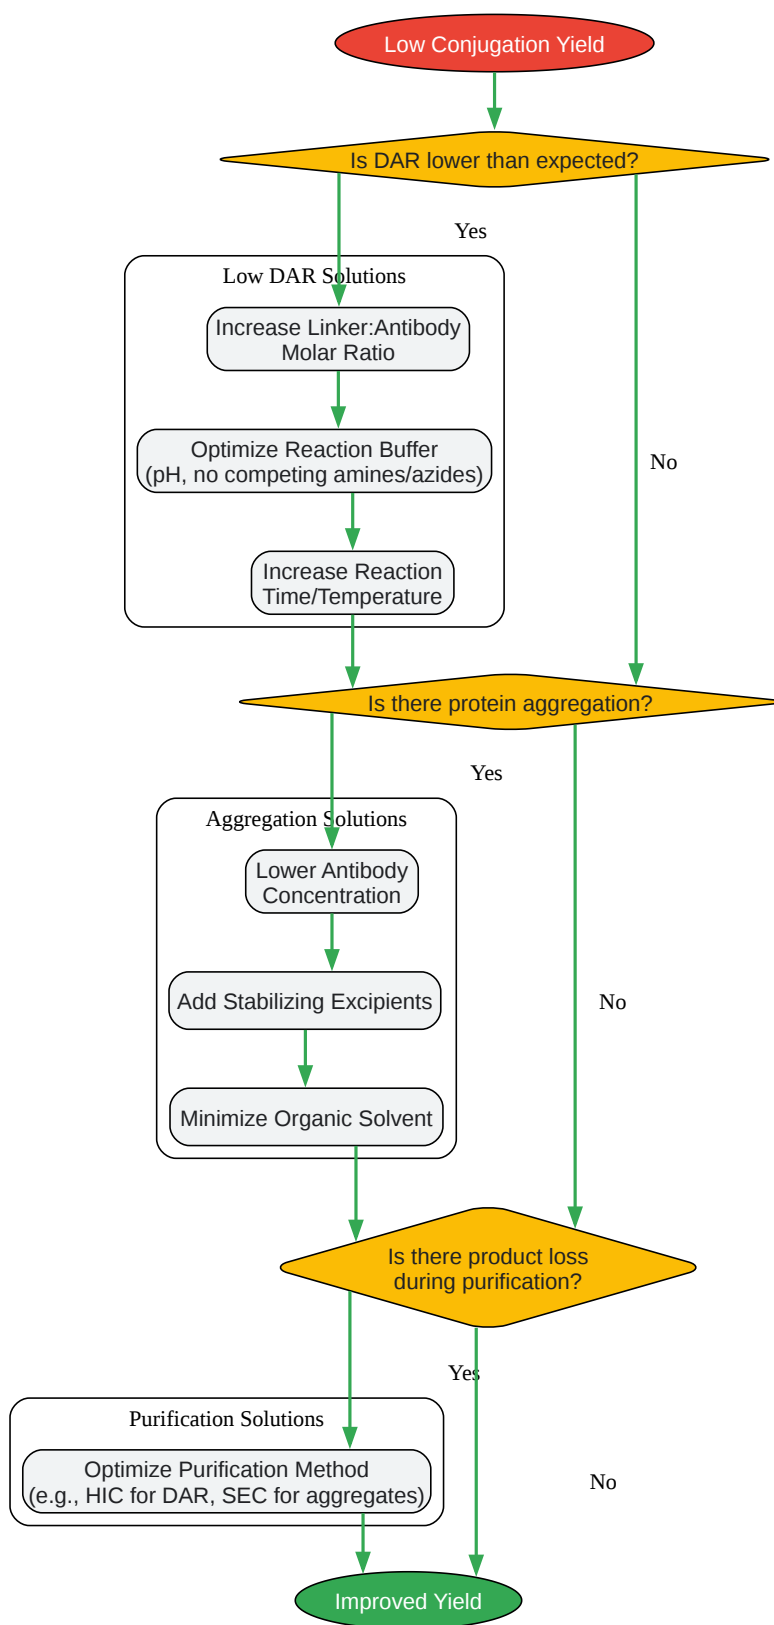 Low Conjugation Yield
Is DAR lower than expected?
Yes
Low DAR Solutions
Increase Linker:Antibody
Molar Ratio
Optimize Reaction Buffer
(pH, no competing amines/azides)
No
Increase Reaction
Time/Temperature
Is there protein aggregation?
Yes
Aggregation Solutions
Lower Antibody
Concentration
Add Stabilizing Excipients
No
Minimize Organic Solvent
Is there product loss
during purification?
Yes
Purification Solutions
Optimize Purification Method
(e.g., HIC for DAR, SEC for aggregates)
No
Improved Yield